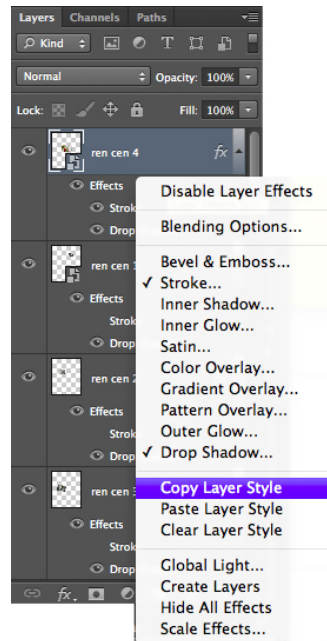 Layers Channels Paths
Kind
Normal Opacity: 100%
Lock: Fill: 100%
ren cen 4 fx
Effects
Strok
Drop
ren cen
Effects
Strok
Drop
ren cen 2
Effects
Strok
Drop
ren cen
Effects
Strok
Drop
fx.
Disable Layer Effects
Blending Options...
Bevel & Emboss...
✓ Stroke...
Inner Shadow...
Inner Glow...
Satin...
Color Overlay...
Gradient Overlay...
Pattern Overlay...
Outer Glow...
✓ Drop Shadow...
Copy Layer Style
Paste Layer Style
Clear Layer Style
Global Light...
Create Layers
Hide All Effects
Scale Effects...